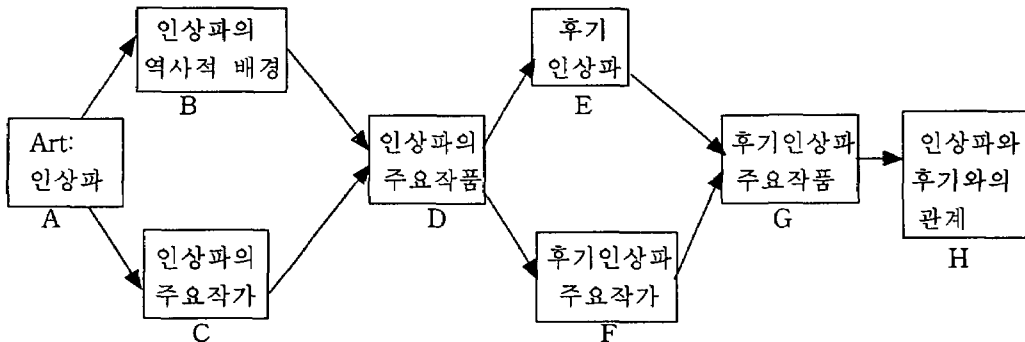 Art:
인상파
A
인상파의
역사적 배경
B
인상파의
주요작가
C
인상파의
주요작품
D
후기
인상파
E
후기인상파
주요작가
F
후기인상파
주요작품
G
인상파와
후기와의
관계
H